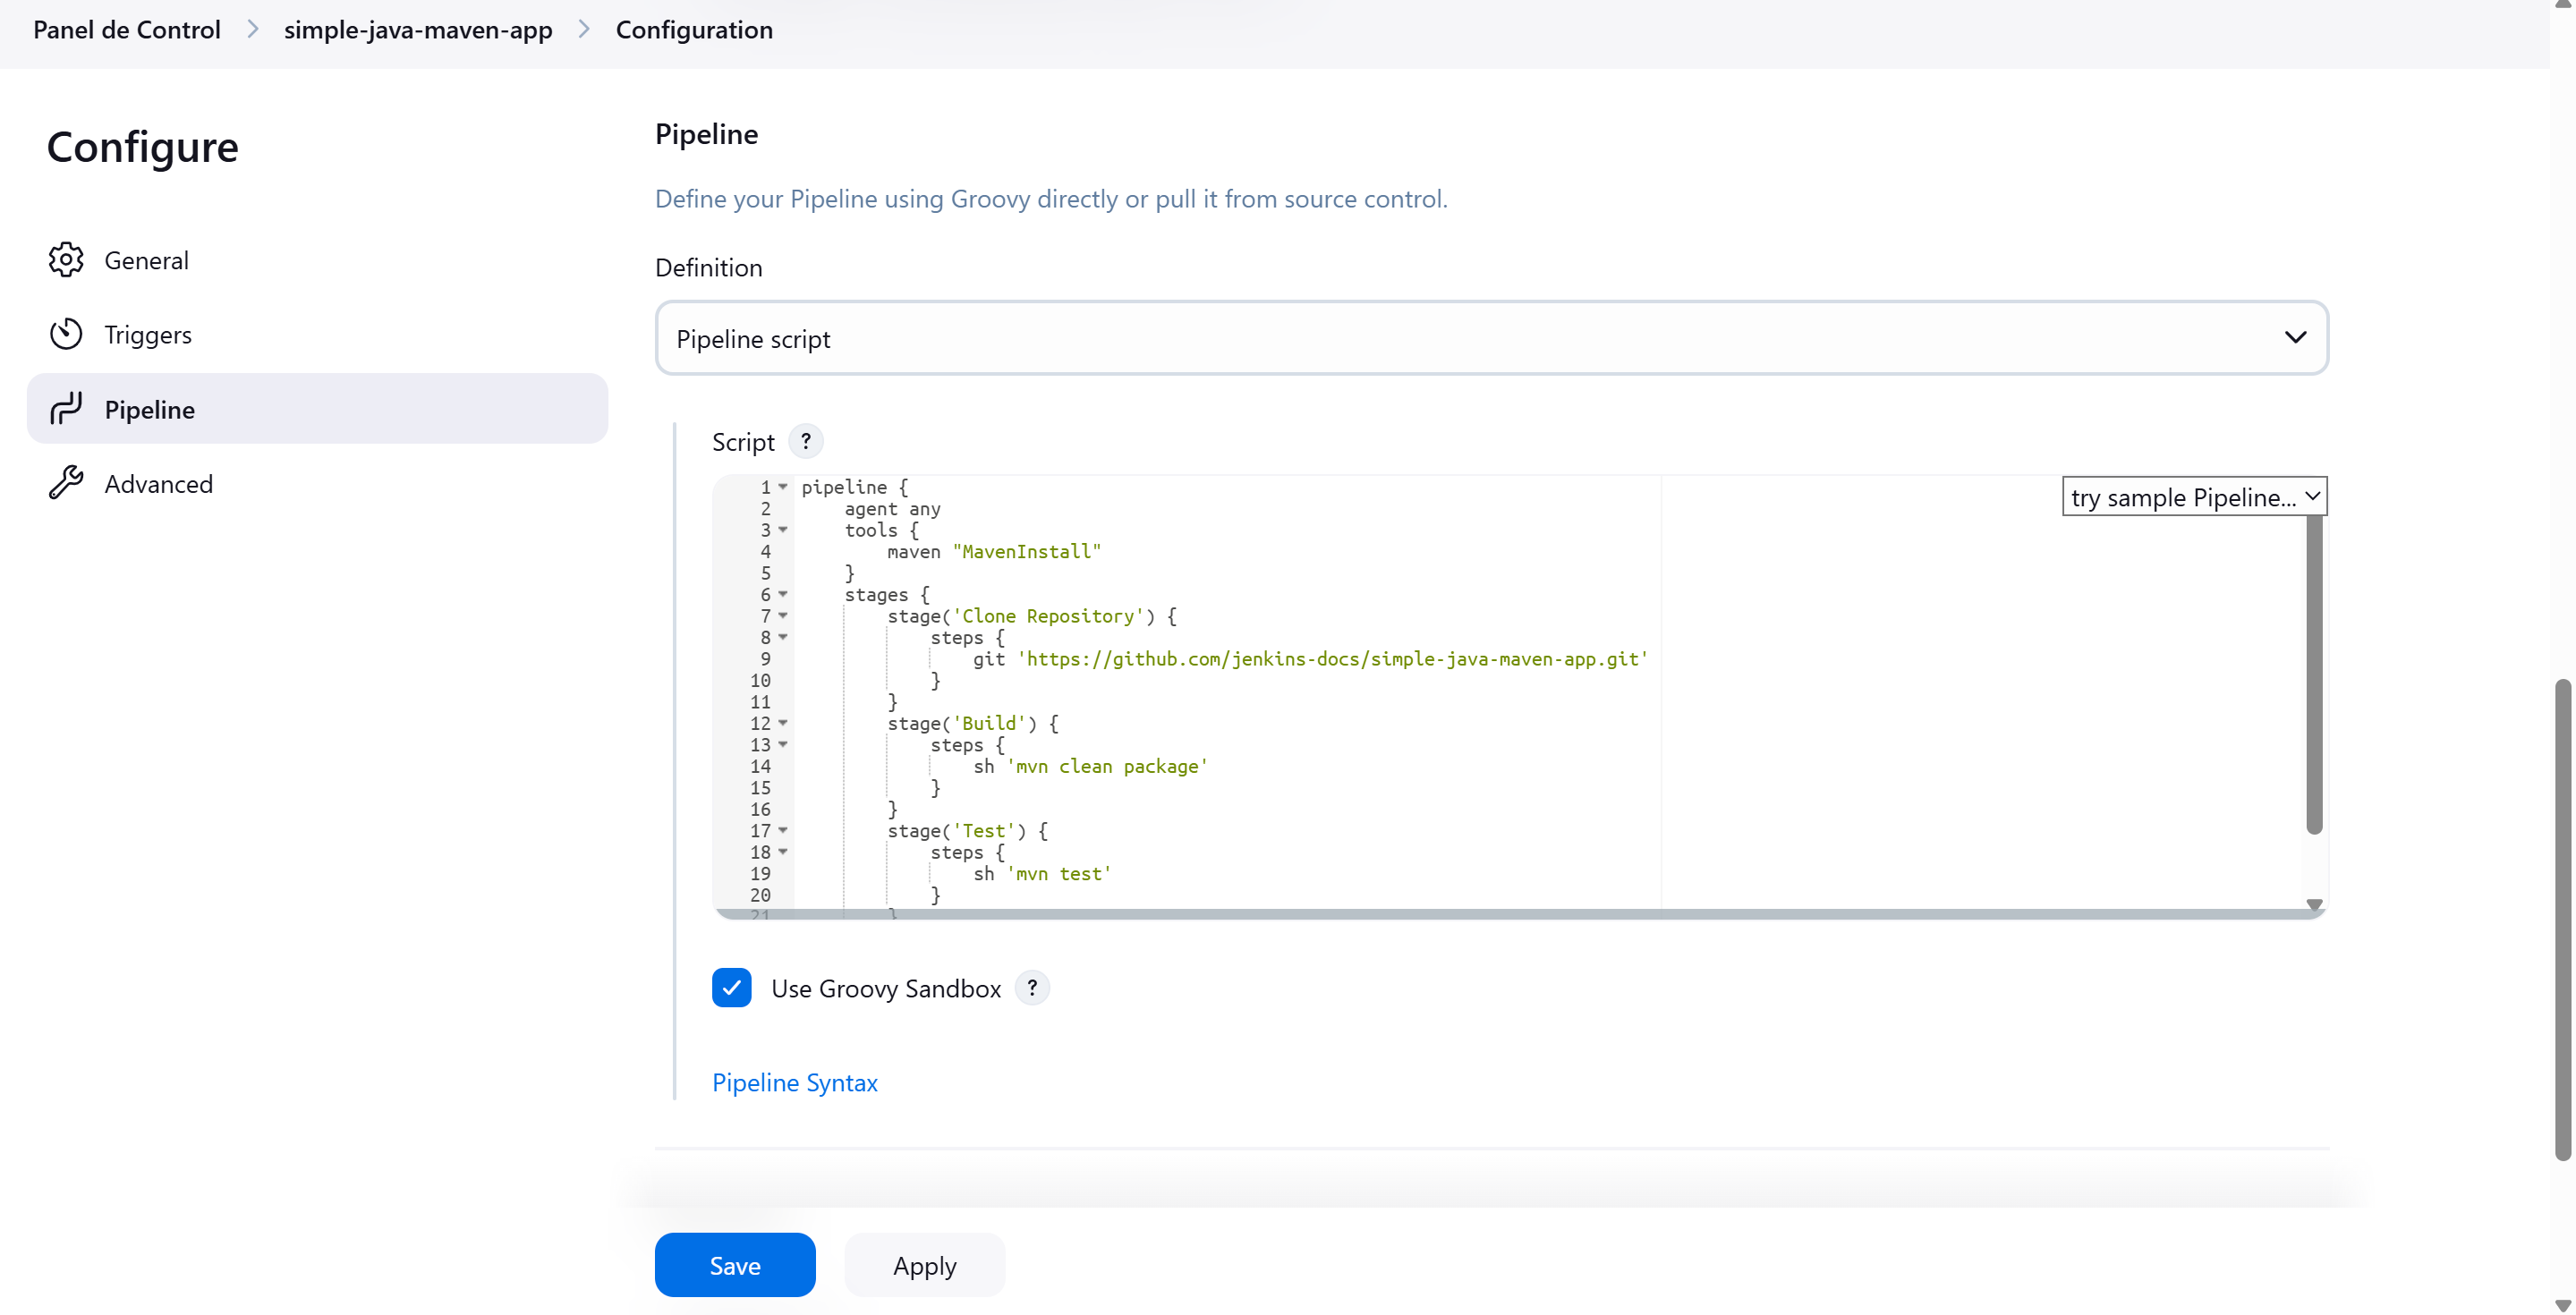 Panel de Control > simple-java-maven-app > Configuration
Configure
General
Triggers
Pipeline
Advanced
Pipeline
Define your Pipeline using Groovy directly or pull it from source control.
Definition
Pipeline script
Script ?
try sample Pipeline...
1 pipeline {
2     agent any
3     tools {
4         maven "MavenInstall"
5     }
6     stages {
7         stage('Clone Repository') {
8             steps {
9                 git 'https://github.com/jenkins-docs/simple-java-maven-app.git'
10             }
11         }
12         stage('Build') {
13             steps {
14                 sh 'mvn clean package'
15             }
16         }
17         stage('Test') {
18             steps {
19                 sh 'mvn test'
20             }
21         }
Use Groovy Sandbox ?
Pipeline Syntax
Save
Apply